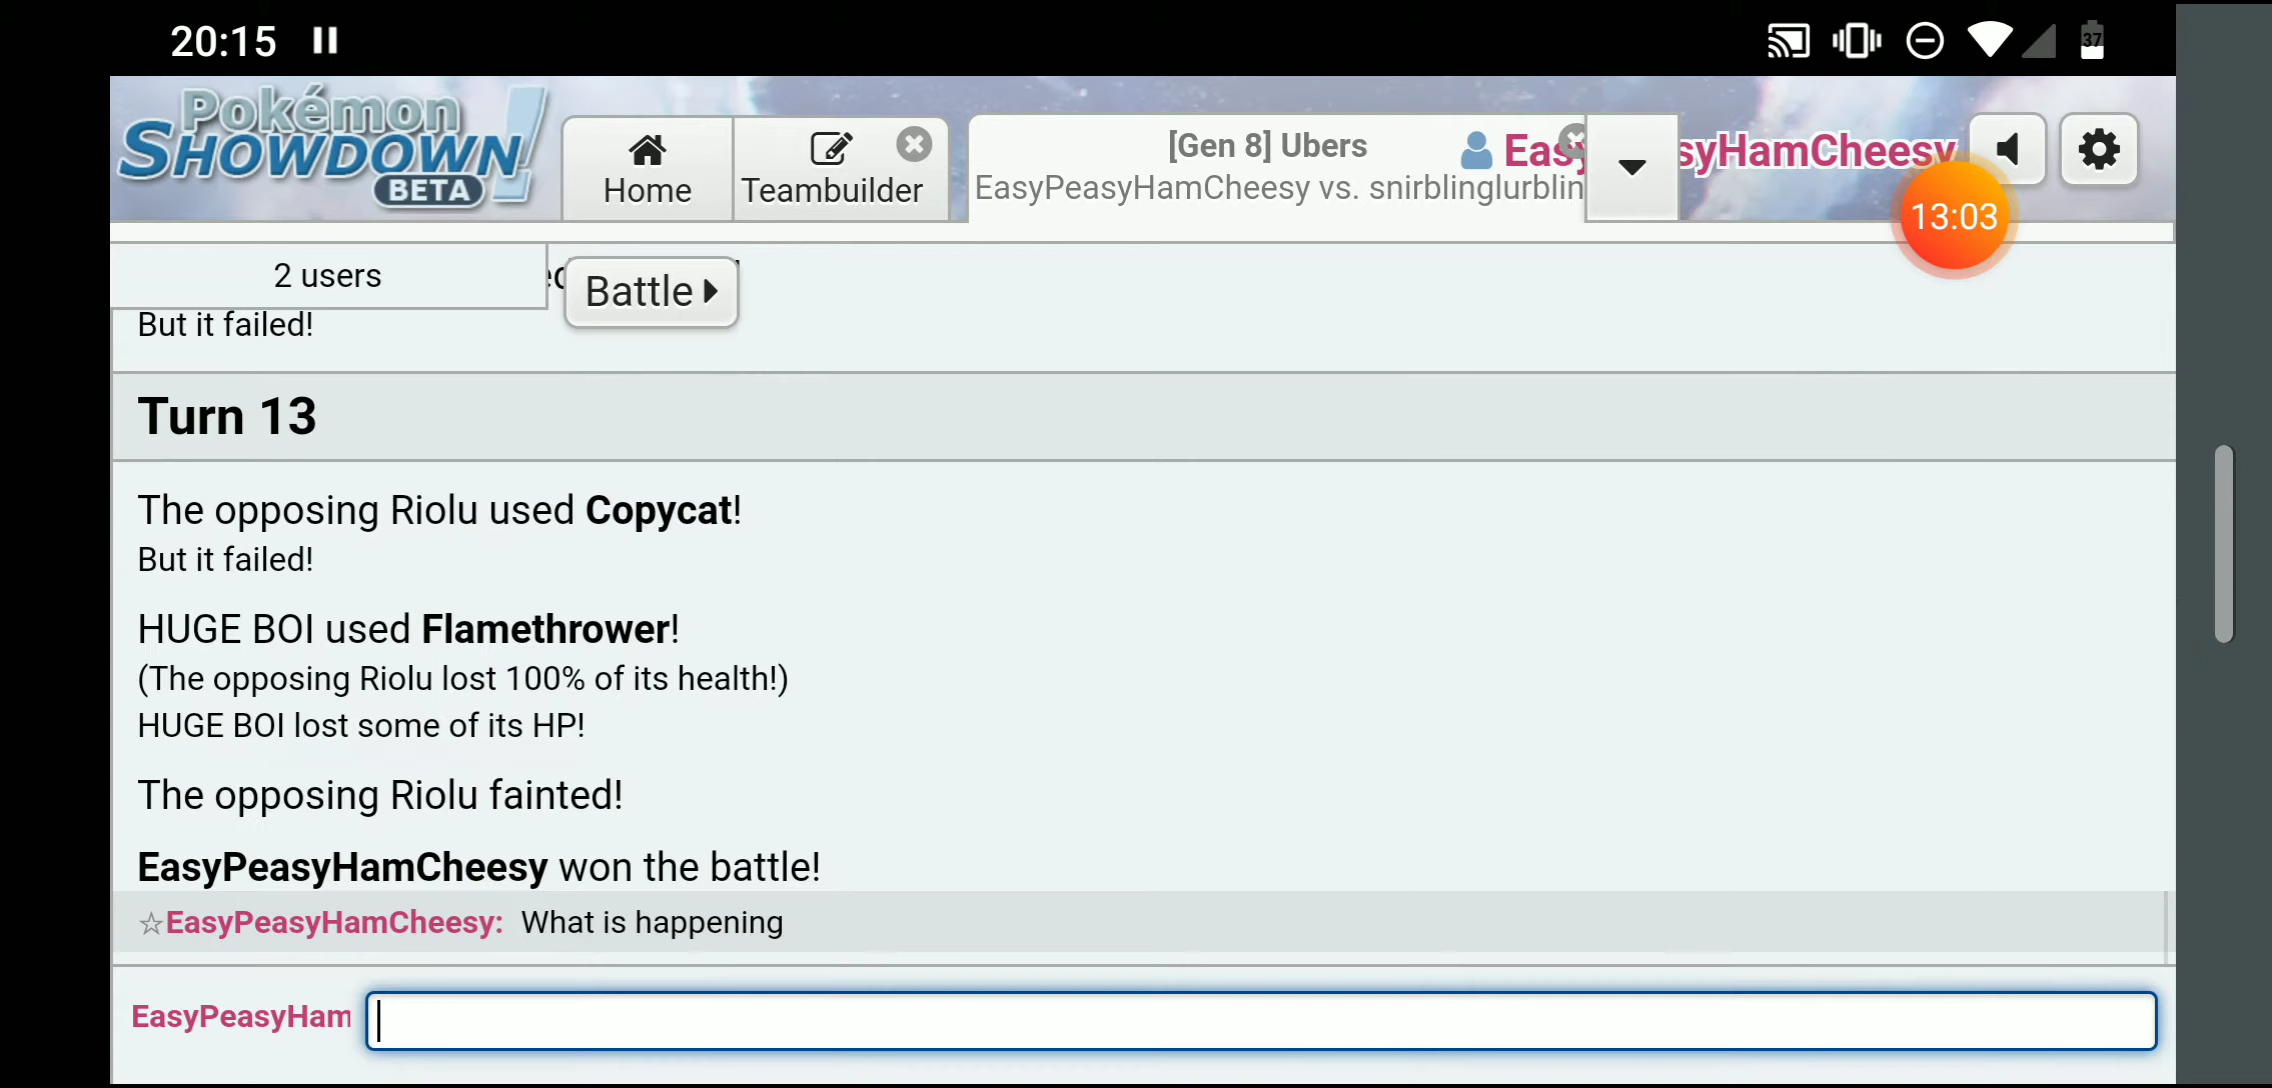 20:15
37
Pokémon
SHOWDOWN!
BETA
Home
Teambuilder
[Gen 8] Ubers
EasyPeasyHamCheesy vs. snirblinglurblin
Easy
syHamCheesy
13:03
2 users
Battle
But it failed!
Turn 13
The opposing Riolu used Copycat!
But it failed!
HUGE BOI used Flamethrower!
(The opposing Riolu lost 100% of its health!)
HUGE BOI lost some of its HP!
The opposing Riolu fainted!
EasyPeasyHamCheesy won the battle!
☆EasyPeasyHamCheesy: What is happening
EasyPeasyHam